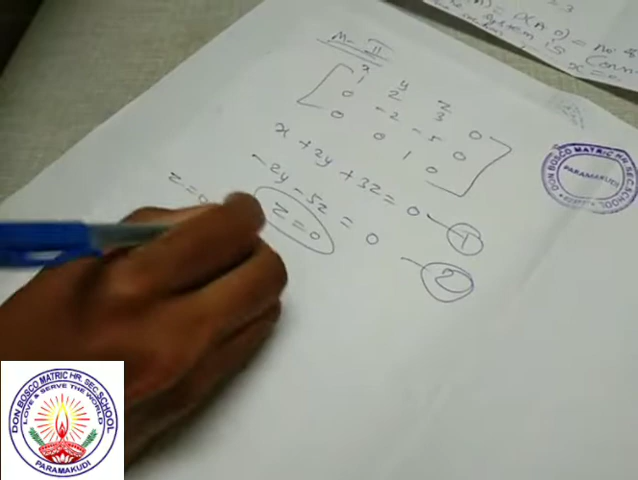 M-II
x y z
1 2 3 0
0 -2 -5 0
0 0 1 0
x + 2y + 3z = 0 — 1
-2y - 5z = 0 — 2
z = 0
z = 0
DON BOSCO MATRIC HR. SEC. SCHOOL
PARAMAKUDI
DON BOSCO MATRIC HR. SEC. SCHOOL
LOVE & SERVE THE WORLD
PARAMAKUDI